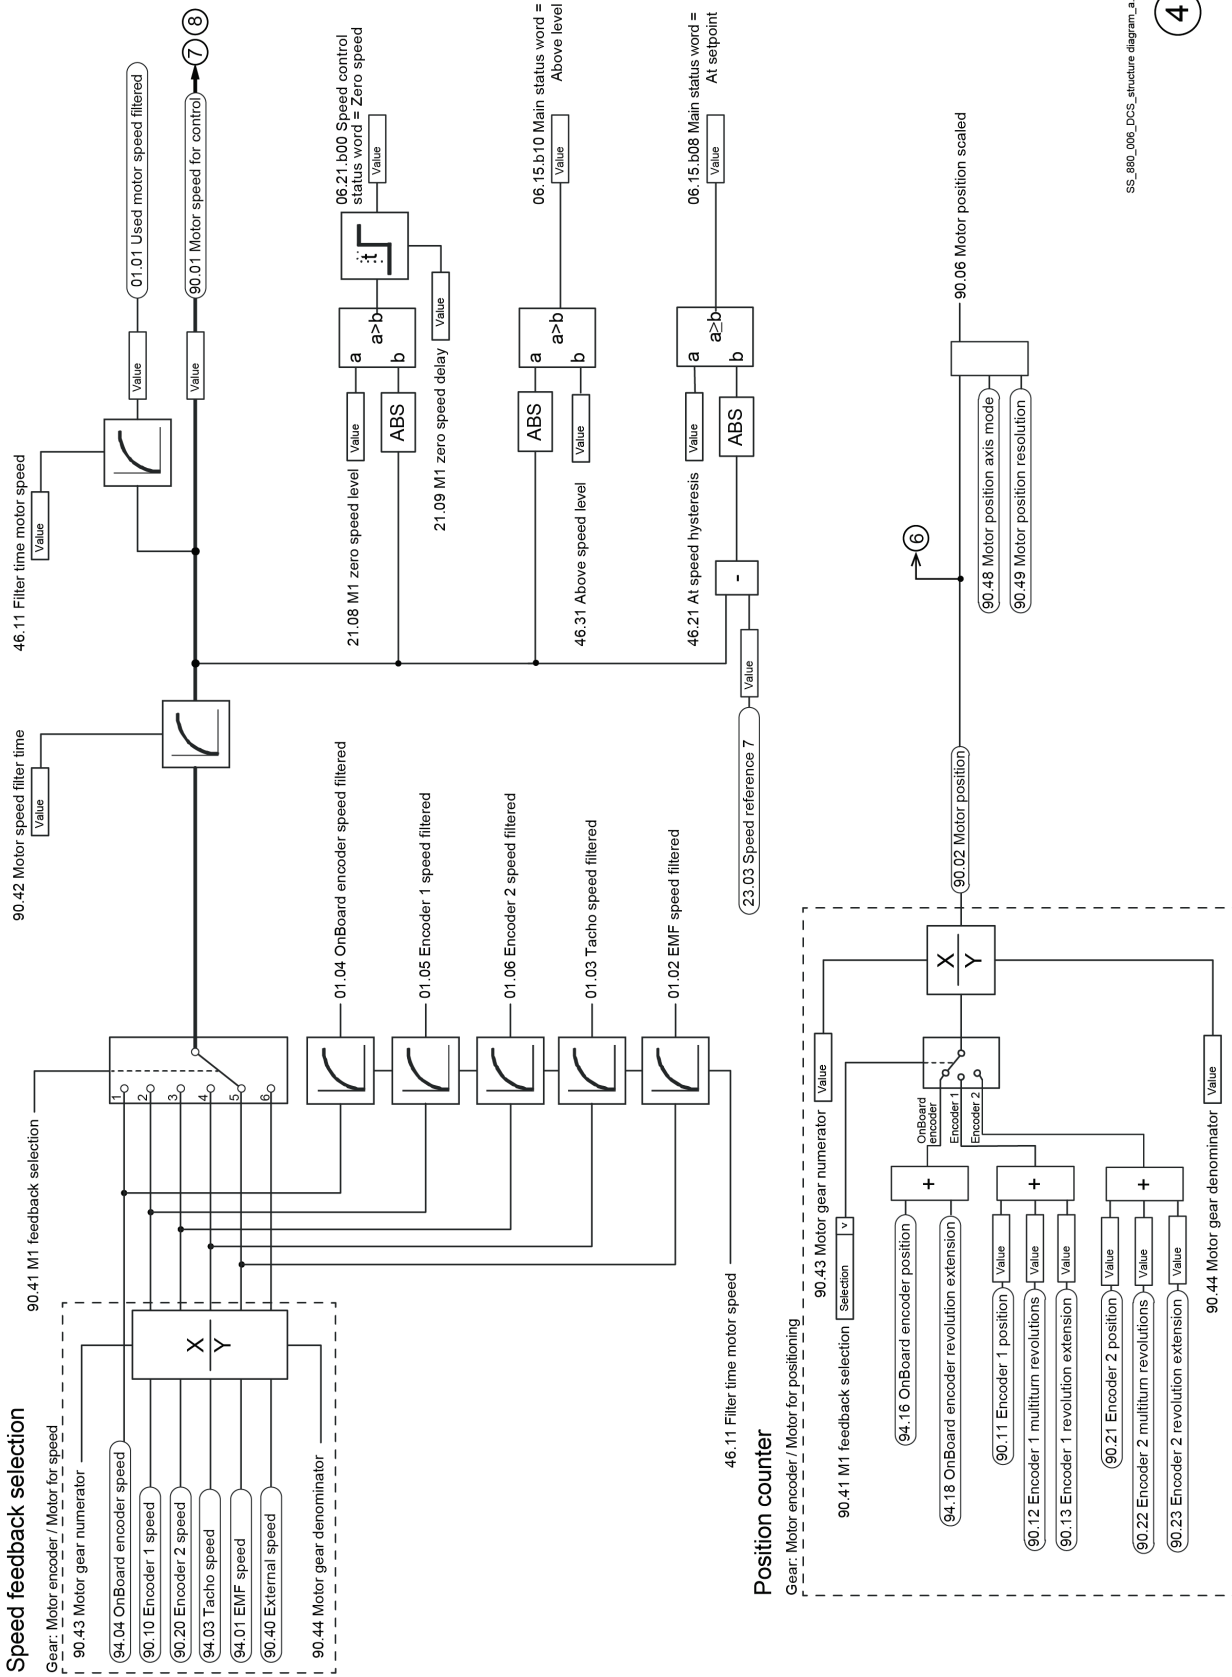 Speed feedback selection
Gear: Motor encoder / Motor for speed
90.43 Motor gear numerator
94.04 OnBoard encoder speed
90.10 Encoder 1 speed
90.20 Encoder 2 speed
94.03 Tacho speed
94.01 EMF speed
90.40 External speed
90.44 Motor gear denominator
X
Y
90.41 M1 feedback selection
1
2
3
4
5
6
46.11 Filter time motor speed
01.04 OnBoard encoder speed filtered
01.05 Encoder 1 speed filtered
01.06 Encoder 2 speed filtered
01.03 Tacho speed filtered
01.02 EMF speed filtered
90.42 Motor speed filter time
Value
46.11 Filter time motor speed
Value
Value
01.01 Used motor speed filtered
Value
90.01 Motor speed for control
7
8
21.08 M1 zero speed level
Value
ABS
a
b
a>b
21.09 M1 zero speed delay
Value
t
Value
06.21.b00 Speed control
status word = Zero speed
ABS
46.31 Above speed level
Value
a
b
a>b
Value
06.15.b10 Main status word =
Above level
46.21 At speed hysteresis
Value
ABS
a
b
a≥b
Value
06.15.b08 Main status word =
At setpoint
23.03 Speed reference 7
Value
-
Position counter
Gear: Motor encoder / Motor for positioning
90.43 Motor gear numerator
Value
90.41 M1 feedback selection
Selection
v
94.16 OnBoard encoder position
94.18 OnBoard encoder revolution extension
+
90.11 Encoder 1 position
Value
90.12 Encoder 1 multiturn revolutions
Value
90.13 Encoder 1 revolution extension
Value
+
90.21 Encoder 2 position
Value
90.22 Encoder 2 multiturn revolutions
Value
90.23 Encoder 2 revolution extension
Value
+
OnBoard
encoder
Encoder 1
Encoder 2
X
Y
90.44 Motor gear denominator
Value
90.02 Motor position
6
90.48 Motor position axis mode
90.49 Motor position resolution
90.06 Motor position scaled
SS_880_006_DCS_structure diagram_a.
4